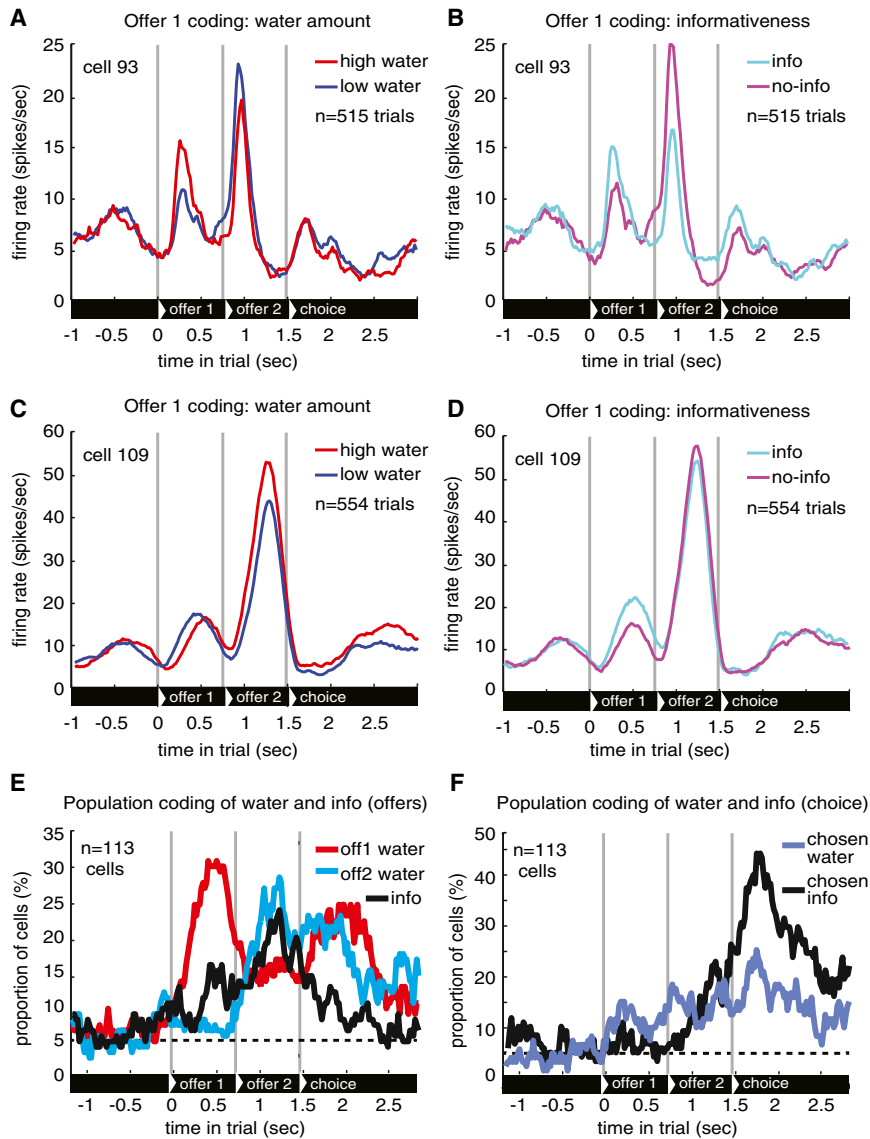 A
Offer 1 coding: water amount
25
20
15
10
5
0
firing rate (spikes/sec)
cell 93
high water
low water
n=515 trials
offer 1
offer 2
choice
-1 -0.5 0 0.5 1 1.5 2 2.5
time in trial (sec)
B
Offer 1 coding: informativeness
25
20
15
10
5
0
firing rate (spikes/sec)
cell 93
info
no-info
n=515 trials
offer 1
offer 2
choice
-1 -0.5 0 0.5 1 1.5 2 2.5
time in trial (sec)
C
Offer 1 coding: water amount
60
50
40
30
20
10
0
firing rate (spikes/sec)
cell 109
high water
low water
n=554 trials
offer 1
offer 2
choice
-1 -0.5 0 0.5 1 1.5 2 2.5
time in trial (sec)
D
Offer 1 coding: informativeness
60
50
40
30
20
10
0
firing rate (spikes/sec)
cell 109
info
no-info
n=554 trials
offer 1
offer 2
choice
-1 -0.5 0 0.5 1 1.5 2 2.5
time in trial (sec)
E
Population coding of water and info (offers)
35
30
25
20
15
10
5
0
proportion of cells (%)
n=113
cells
off1 water
off2 water
info
offer 1
offer 2
choice
-1 -0.5 0 0.5 1 1.5 2 2.5
time in trial (sec)
F
Population coding of water and info (choice)
50
40
30
20
10
0
proportion of cells (%)
n=113
cells
chosen
water
chosen
info
offer 1
offer 2
choice
-1 -0.5 0 0.5 1 1.5 2 2.5
time in trial (sec)